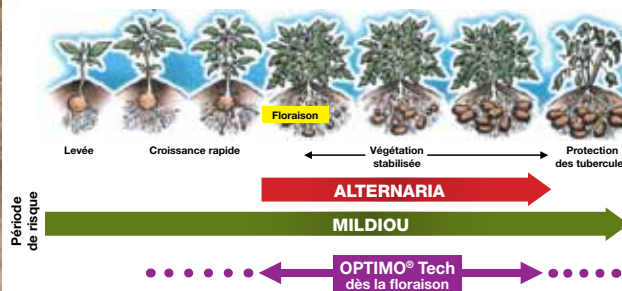 Floraison
Levée
Croissance rapide
Végétation
stabilisée
Protection
des tubercule
Période
de risque
ALTERNARIA
MILDIOU
OPTIMO® Tech
dès la floraison